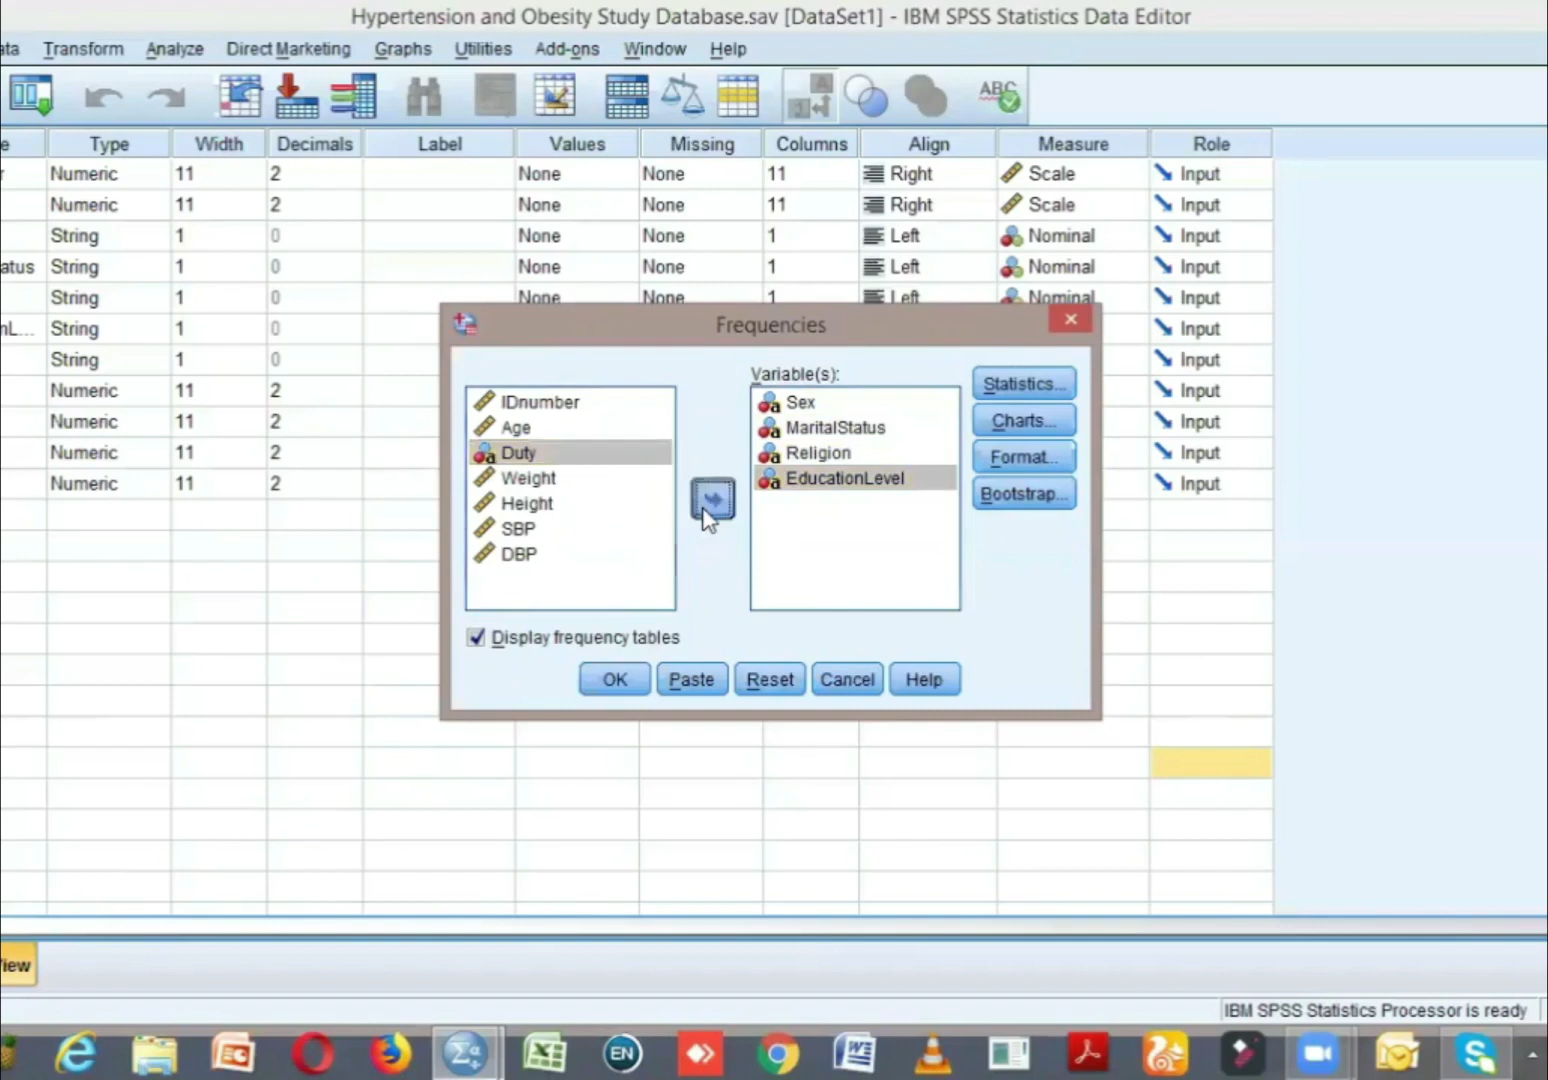 Hypertension and Obesity Study Database.sav [DataSet1] - IBM SPSS Statistics Data Editor
ata Transform Analyze Direct Marketing Graphs Utilities Add-ons Window Help
A ABC
e Type Width Decimals Label Values Missing Columns Align Measure Role
r Numeric 11 2 None None 11 Right Scale Input
Numeric 11 2 None None 11 Right Scale Input
String 1 0 None None 1 Left Nominal Input
atus String 1 0 None None 1 Left Nominal Input
String 1 0 None None 1 Left Nominal Input
nL... String 1 0 Input
String 1 0 Input
Numeric 11 2 Input
Numeric 11 2 Input
Numeric 11 2 Input
Numeric 11 2 Input
Frequencies
Variable(s):
IDnumber
Age
Duty
Weight
Height
SBP
DBP
Sex
MaritalStatus
Religion
EducationLevel
Statistics...
Charts...
Format...
Bootstrap...
Display frequency tables
OK Paste Reset Cancel Help
iew
IBM SPSS Statistics Processor is ready
EN